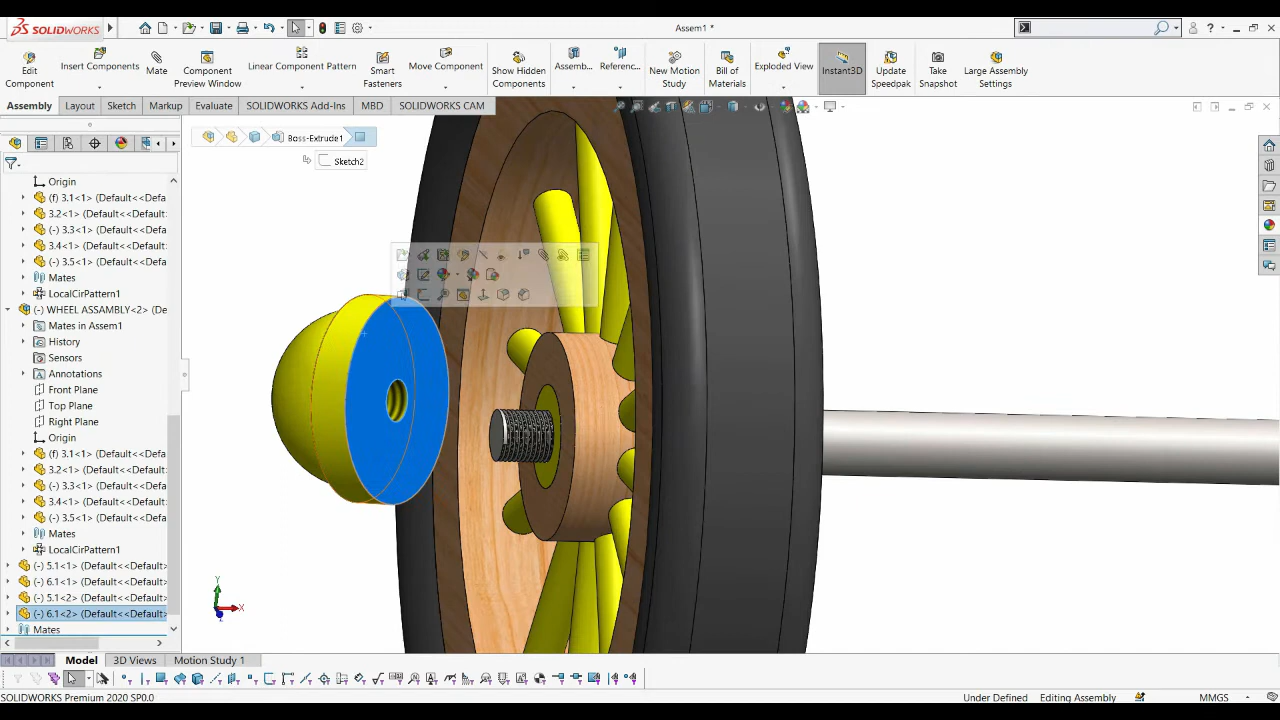 SOLIDWORKS
Assem1 *
Edit Component
Insert Components
Mate
Component Preview Window
Linear Component Pattern
Smart Fasteners
Move Component
Show Hidden Components
Assemb...
Referenc...
New Motion Study
Bill of Materials
Exploded View
Instant3D
Update Speedpak
Take Snapshot
Large Assembly Settings
Assembly
Layout
Sketch
Markup
Evaluate
SOLIDWORKS Add-Ins
MBD
SOLIDWORKS CAM
Boss-Extrude1
Sketch2
Origin
(f) 3.1<1> (Default<<Defau
3.2<1> (Default<<Default
(-) 3.3<1> (Default<<Defa
3.4<1> (Default<<Default
(-) 3.5<1> (Default<<Defa
Mates
LocalCirPattern1
(-) WHEEL ASSEMBLY<2> (De
Mates in Assem1
History
Sensors
Annotations
Front Plane
Top Plane
Right Plane
Origin
(f) 3.1<1> (Default<<Defau
3.2<1> (Default<<Default
(-) 3.3<1> (Default<<Defa
3.4<1> (Default<<Default
(-) 3.5<1> (Default<<Defa
Mates
LocalCirPattern1
(-) 5.1<1> (Default<<Default>
(-) 6.1<1> (Default<<Default>
(-) 5.1<2> (Default<<Default>
(-) 6.1<2> (Default<<Default>
Mates
Y
X
Model
3D Views
Motion Study 1
SOLIDWORKS Premium 2020 SP0.0
Under Defined
Editing Assembly
MMGS